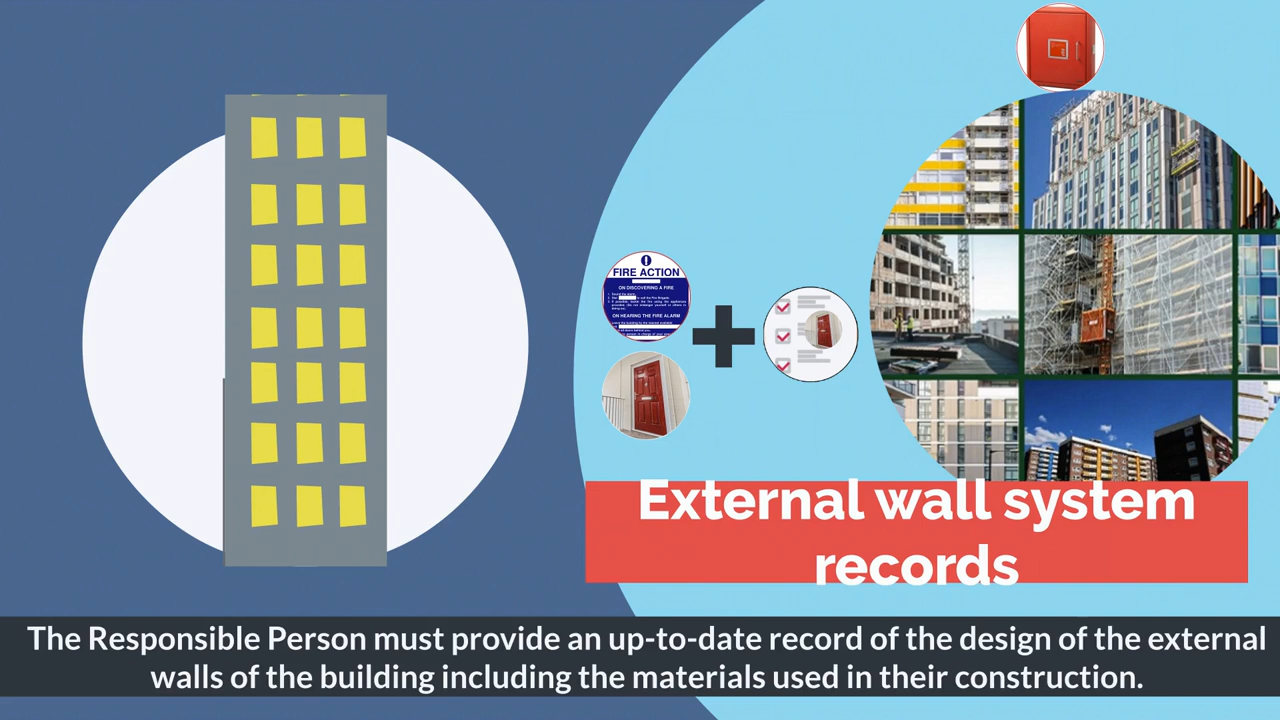 FIRE ACTION
ON DISCOVERING A FIRE
ON HEARING THE FIRE ALARM
External wall system
records
The Responsible Person must provide an up-to-date record of the design of the external
walls of the building including the materials used in their construction.